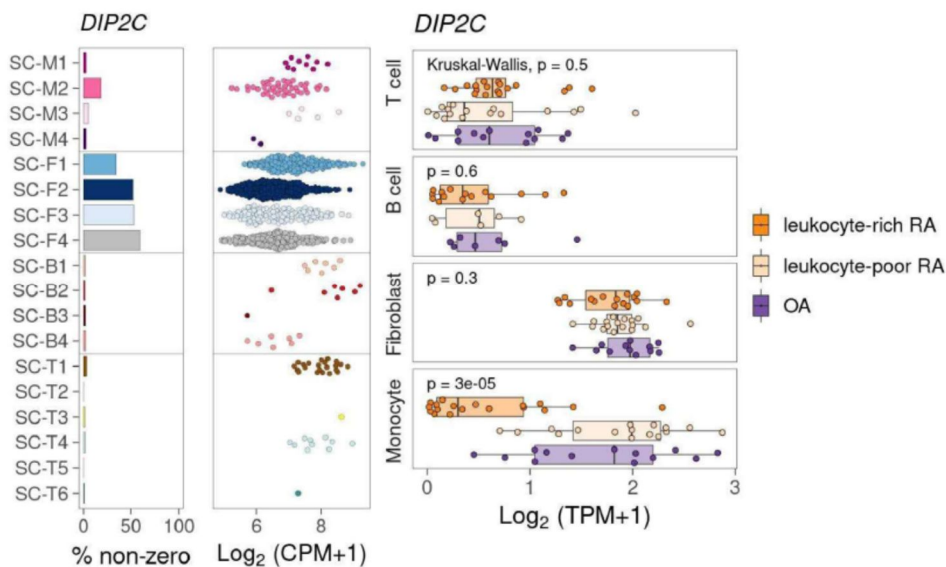 DIP2C
DIP2C
SC-M1
SC-M2
SC-M3
SC-M4
SC-F1
SC-F2
SC-F3
SC-F4
SC-B1
SC-B2
SC-B3
SC-B4
SC-T1
SC-T2
SC-T3
SC-T4
SC-T5
SC-T6
0 50 100
% non-zero
6 8
Log₂ (CPM+1)
T cell
Kruskal-Wallis, p = 0.5
B cell
p = 0.6
Fibroblast
p = 0.3
Monocyte
p = 3e-05
0 1 2 3
Log₂ (TPM+1)
leukocyte-rich RA
leukocyte-poor RA
OA